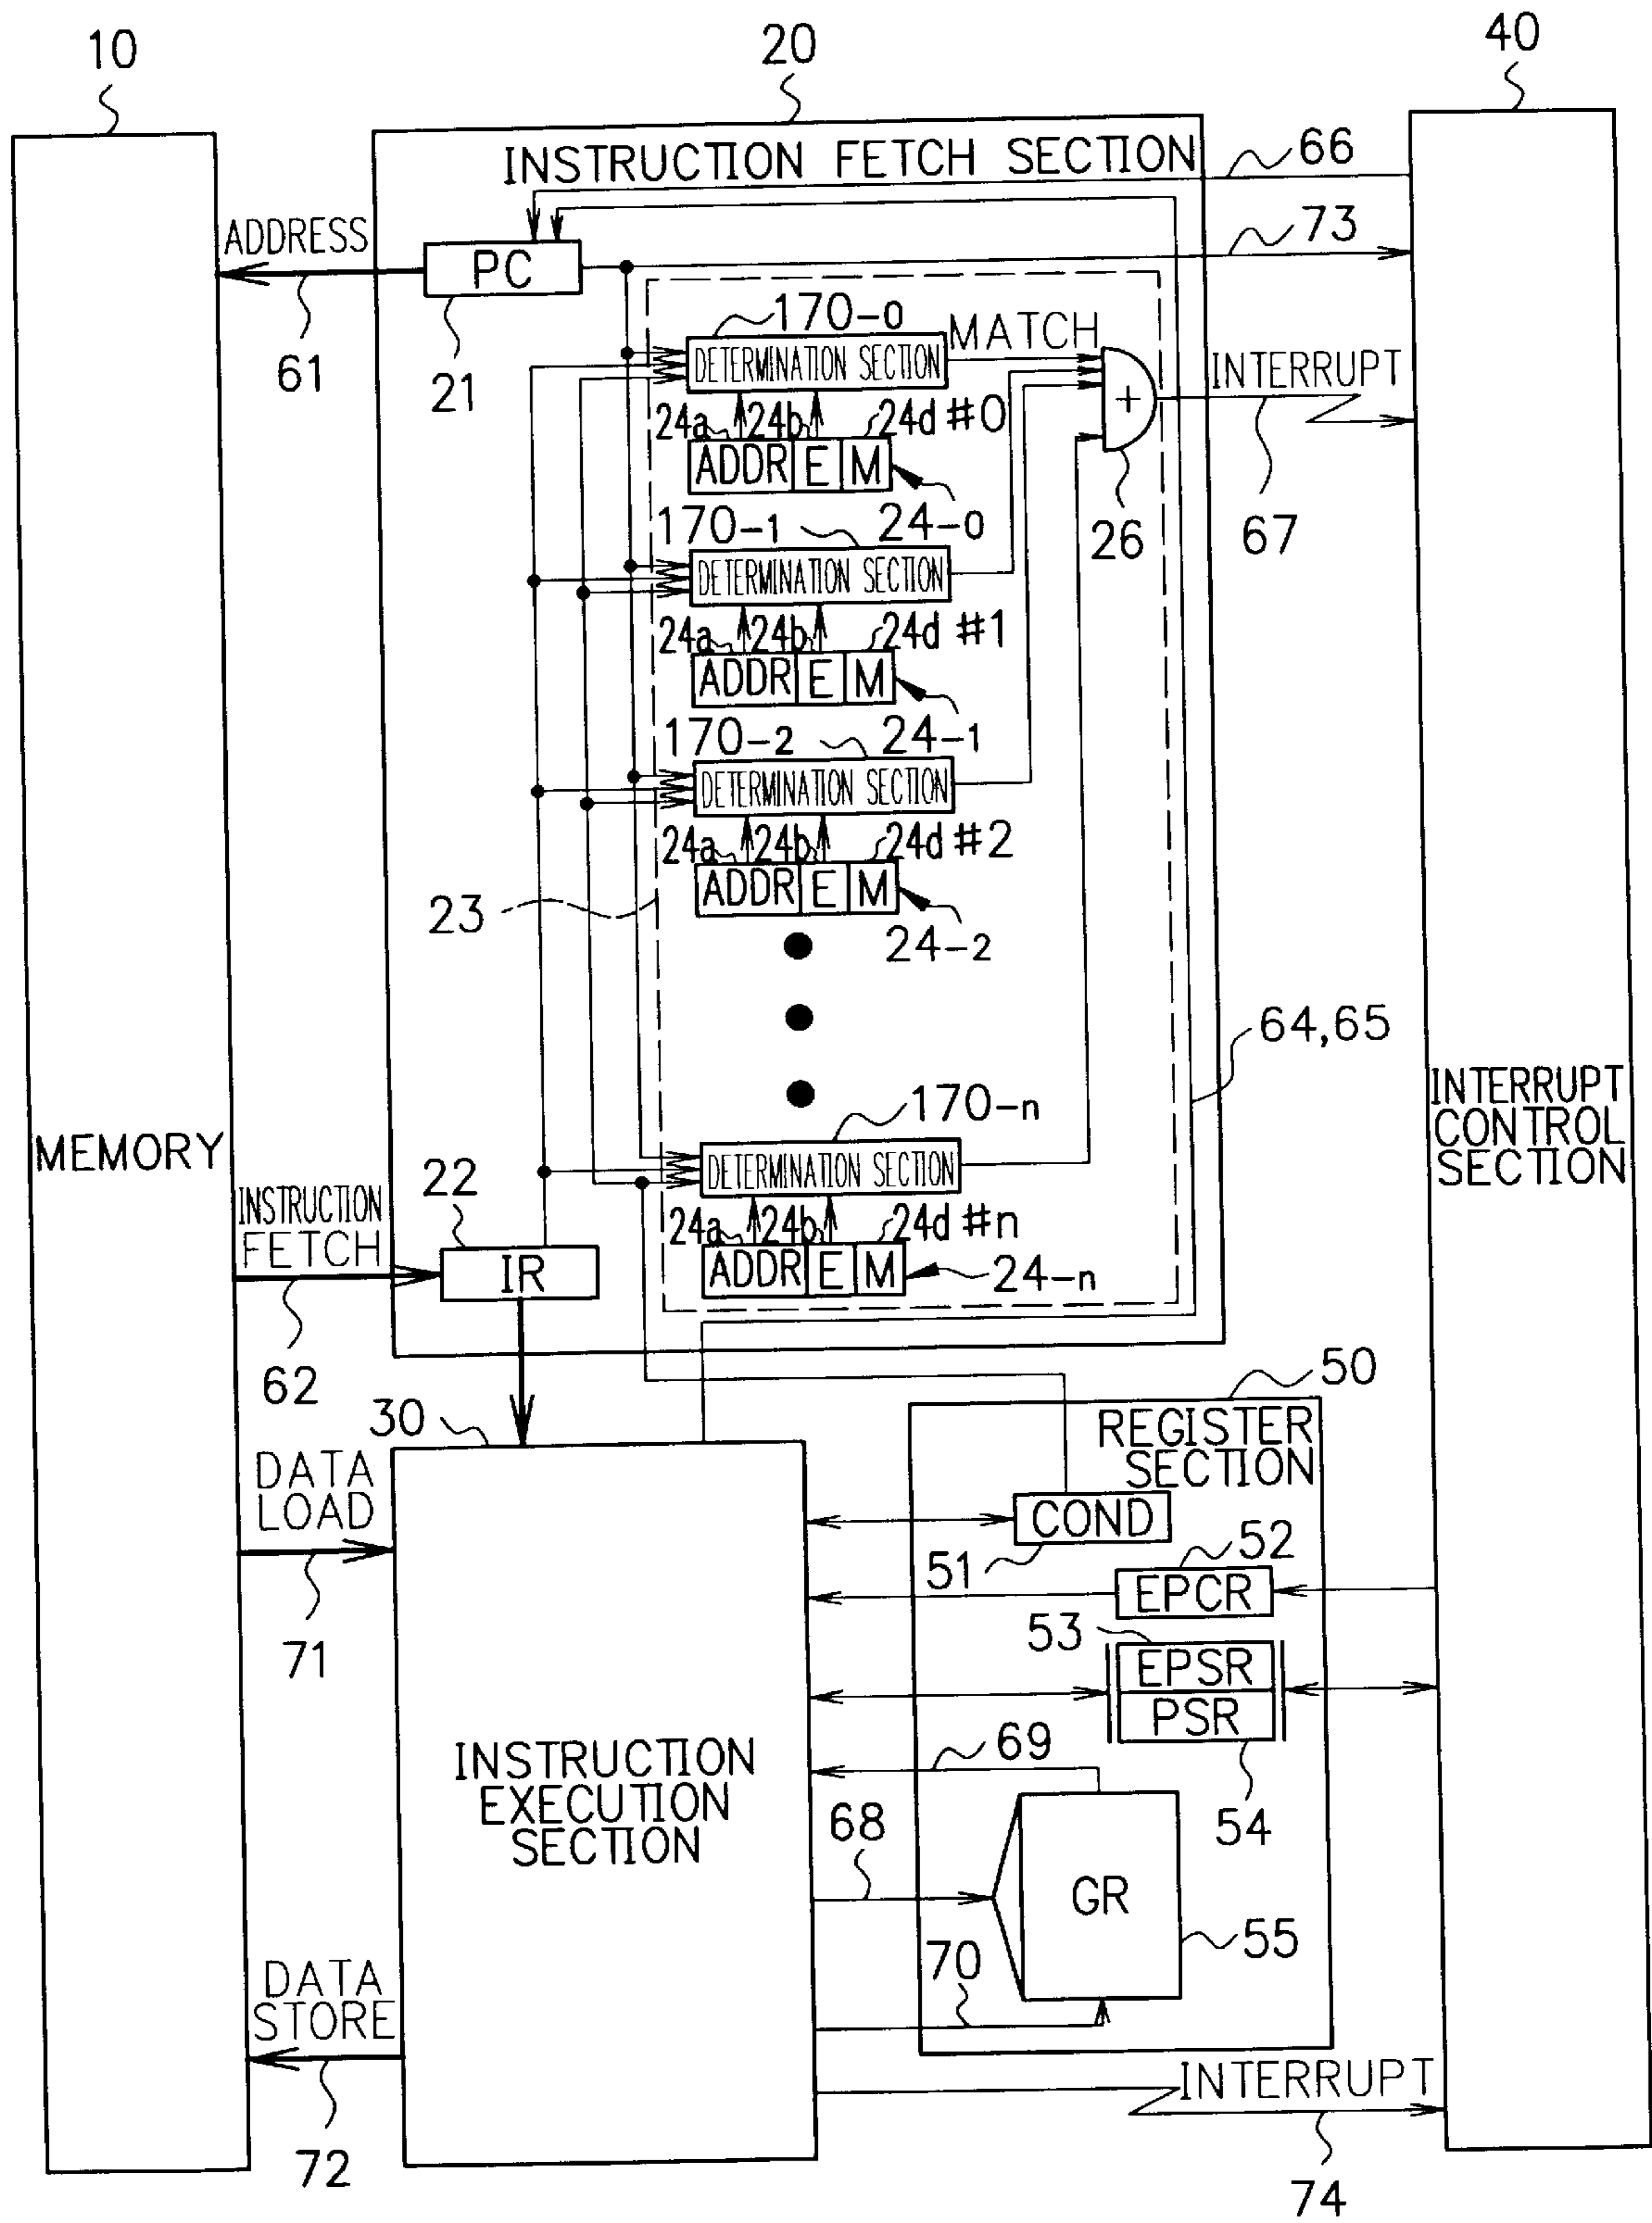 10
20
40
INSTRUCTION FETCH SECTION
66
ADDRESS
PC
73
61
21
170-0
MATCH
DETERMINATION SECTION
INTERRUPT
+
24a
24b
24d #0
ADDR E M
26
67
170-1
24-0
DETERMINATION SECTION
24a
24b
24d #1
ADDR E M
170-2
24-1
DETERMINATION SECTION
24a
24b
24d #2
ADDR E M
23
24-2
64,65
170-n
MEMORY
INTERRUPT
CONTROL
SECTION
DETERMINATION SECTION
22
INSTRUCTION
FETCH
24a
24b
24d #n
IR
ADDR E M
24-n
62
50
30
REGISTER
SECTION
DATA
LOAD
COND
51
52
EPCR
71
53
EPSR
PSR
INSTRUCTION
EXECUTION
SECTION
69
54
68
GR
55
70
DATA
STORE
INTERRUPT
72
74